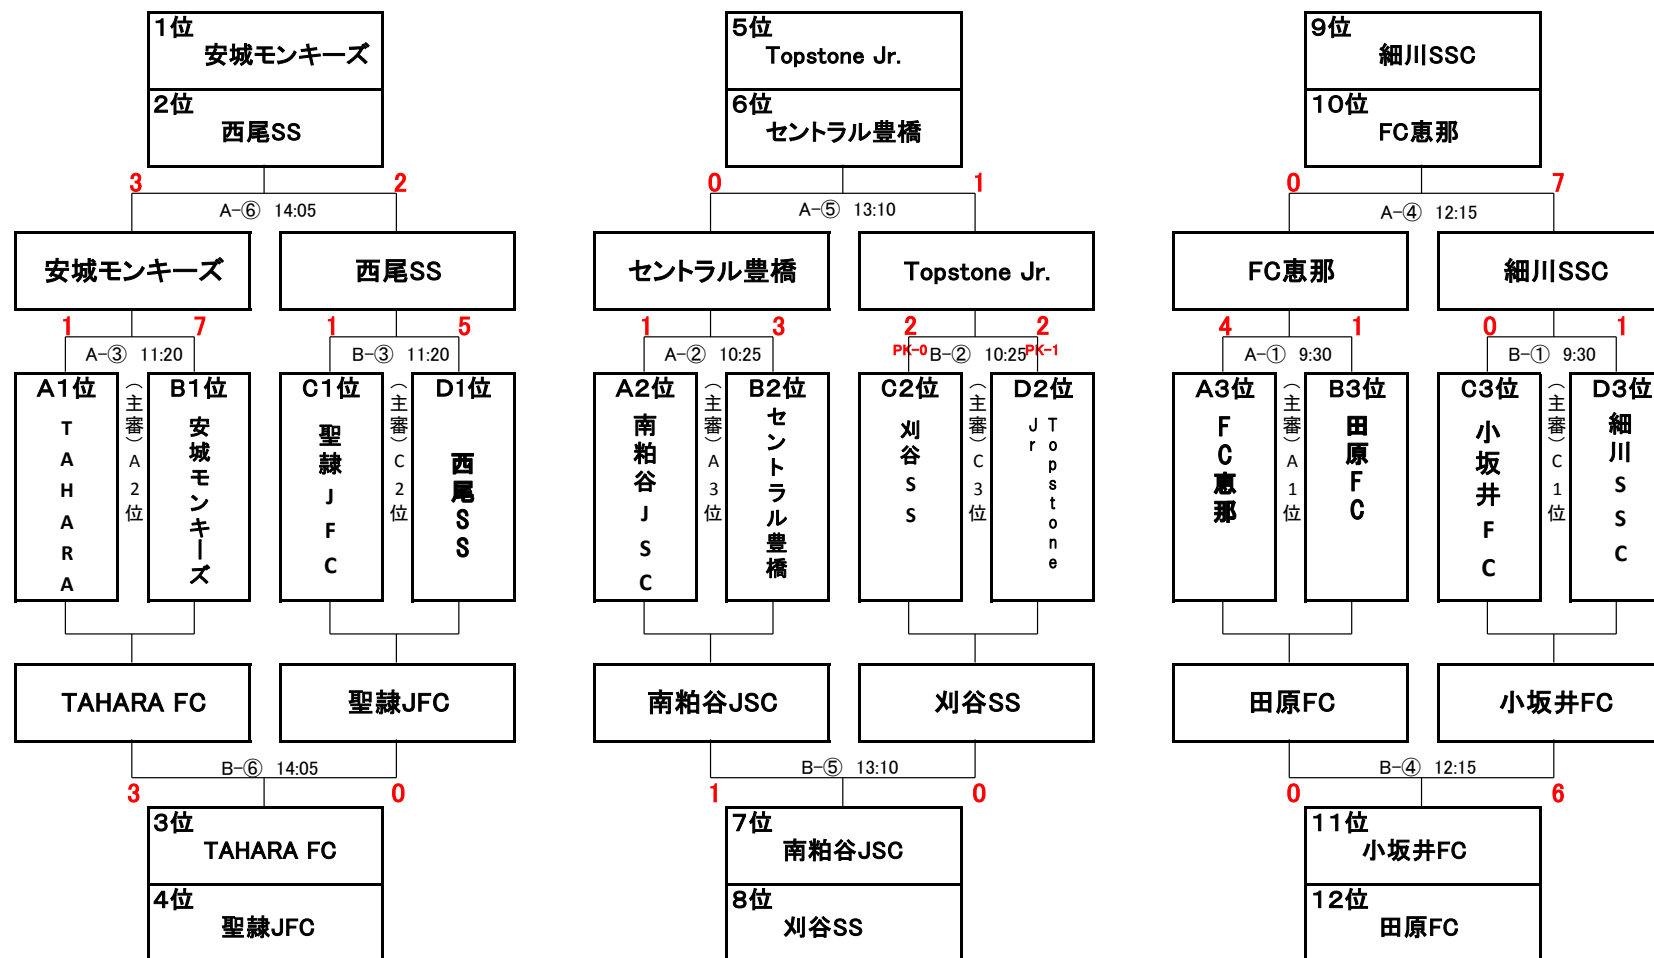 1位
安城モンキーズ
2位
西尾SS
3 2
A-⑥ 14:05
安城モンキーズ
西尾SS
1 7
A-③ 11:20
1 5
B-③ 11:20
A1位
TAHARA
(主審)A2位
B1位
安城モンキーズ
C1位
聖隷JFC
(主審)C2位
D1位
西尾SS
TAHARA FC
聖隷JFC
B-⑥ 14:05
3 0
3位
TAHARA FC
4位
聖隷JFC
5位
Topstone Jr.
6位
セントラル豊橋
0 1
A-⑤ 13:10
セントラル豊橋
Topstone Jr.
1 3
A-② 10:25
2 2
PK-0 B-② 10:25 PK-1
A2位
南粕谷JSC
(主審)A3位
B2位
セントラル豊橋
C2位
刈谷SS
(主審)C3位
D2位
Topstone
Jr
南粕谷JSC
刈谷SS
B-⑤ 13:10
1 0
7位
南粕谷JSC
8位
刈谷SS
9位
細川SSC
10位
FC恵那
0 7
A-④ 12:15
FC恵那
細川SSC
4 1
A-① 9:30
0 1
B-① 9:30
A3位
FC恵那
(主審)A1位
B3位
田原FC
C3位
小坂井FC
(主審)C1位
D3位
細川SSC
田原FC
小坂井FC
B-④ 12:15
0 6
11位
小坂井FC
12位
田原FC